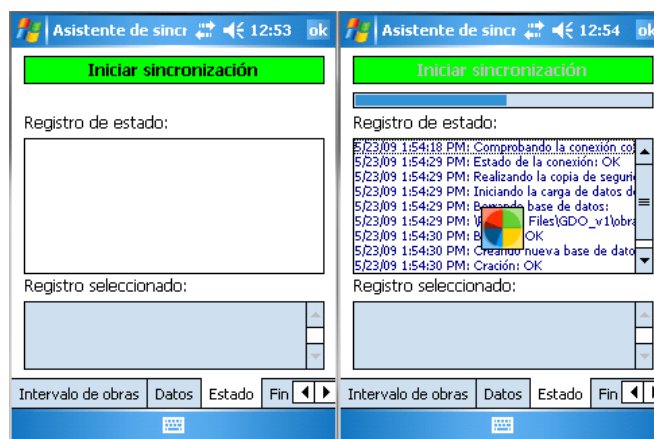 Asistente de sincr 12:53 ok
Iniciar sincronización
Registro de estado:
Registro seleccionado:
Intervalo de obras Datos Estado Fin
Asistente de sincr 12:54 ok
Iniciar sincronización
Registro de estado:
5/23/09 1:54:18 PM: Comprobando la conexión co
5/23/09 1:54:29 PM: Estado de la conexión: OK
5/23/09 1:54:29 PM: Realizando la copia de seguri
5/23/09 1:54:29 PM: Iniciando la carga de datos d
5/23/09 1:54:29 PM: Borrando base de datos:
5/23/09 1:54:29 PM: Files\GDO_v1\obra
5/23/09 1:54:30 PM: OK
5/23/09 1:54:30 PM: Creando nueva base de dato
5/23/09 1:54:30 PM: Cración: OK
Registro seleccionado:
Intervalo de obras Datos Estado Fin